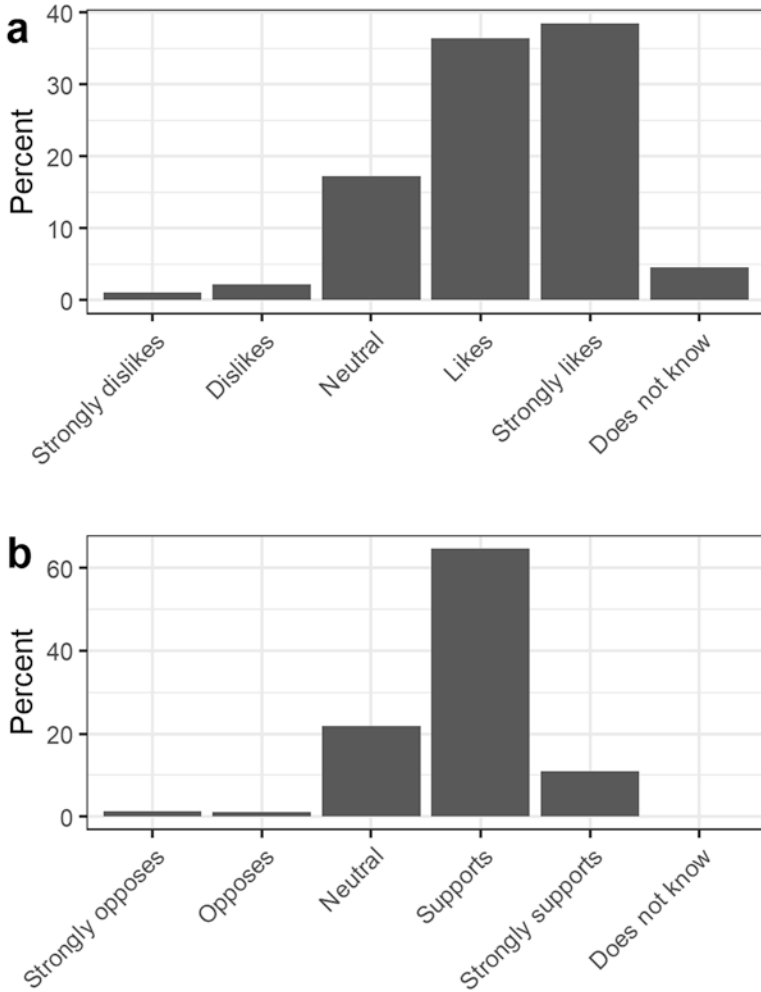 a
Percent
40
30
20
10
0
Strongly dislikes
Dislikes
Neutral
Likes
Strongly likes
Does not know
b
Percent
60
40
20
0
Strongly opposes
Opposes
Neutral
Supports
Strongly supports
Does not know